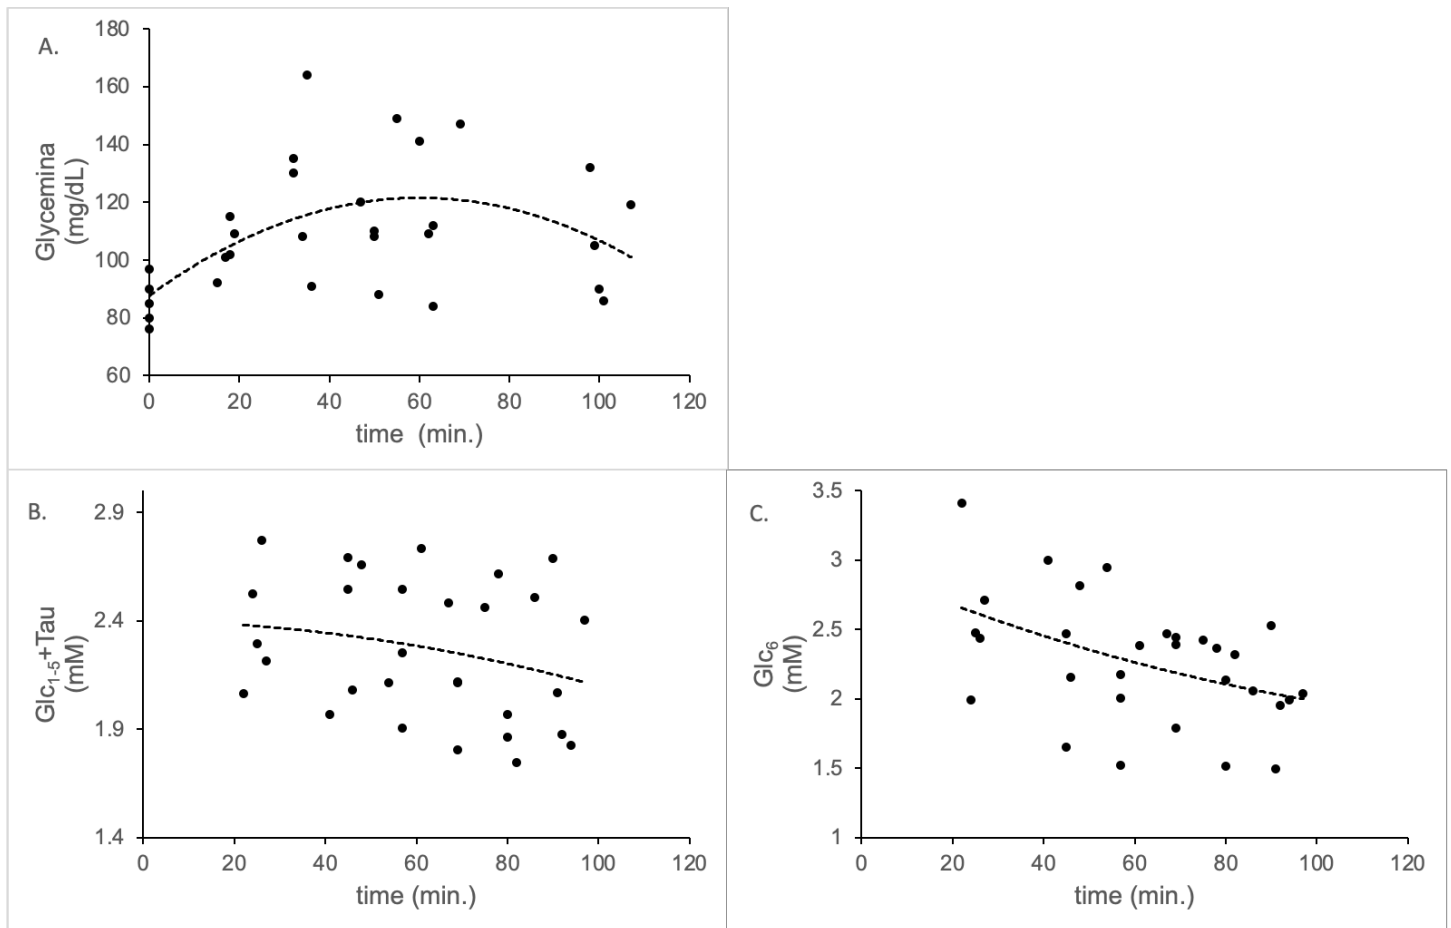 A.
180
160
140
120
100
80
60
Glycemina
(mg/dL)
0 20 40 60 80 100 120
time (min.)
B.
2.9
2.4
1.9
1.4
Glc1-5+Tau
(mM)
0 20 40 60 80 100 120
time (min.)
C.
3.5
3
2.5
2
1.5
1
Glc6
(mM)
0 20 40 60 80 100 120
time (min.)